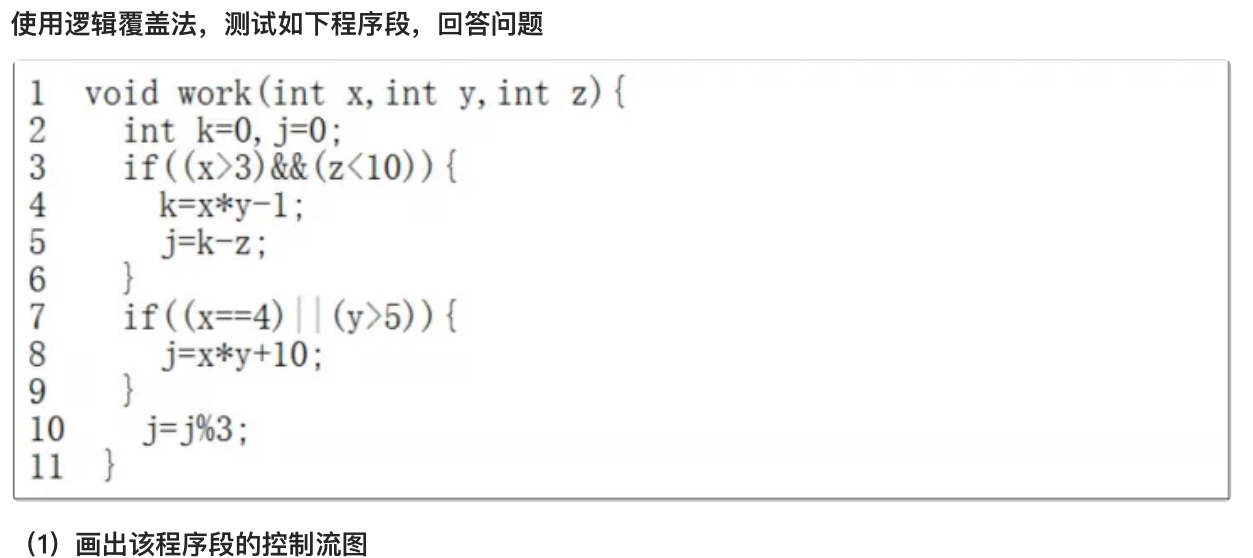 使用逻辑覆盖法，测试如下程序段，回答问题
1 void work(int x,int y,int z){
2 int k=0,j=0;
3 if((x>3)&&(z<10)){
4 k=x*y-1;
5 j=k-z;
6 }
7 if((x==4)||(y>5)){
8 j=x*y+10;
9 }
10 j=j%3;
11 }
（1）画出该程序段的控制流图